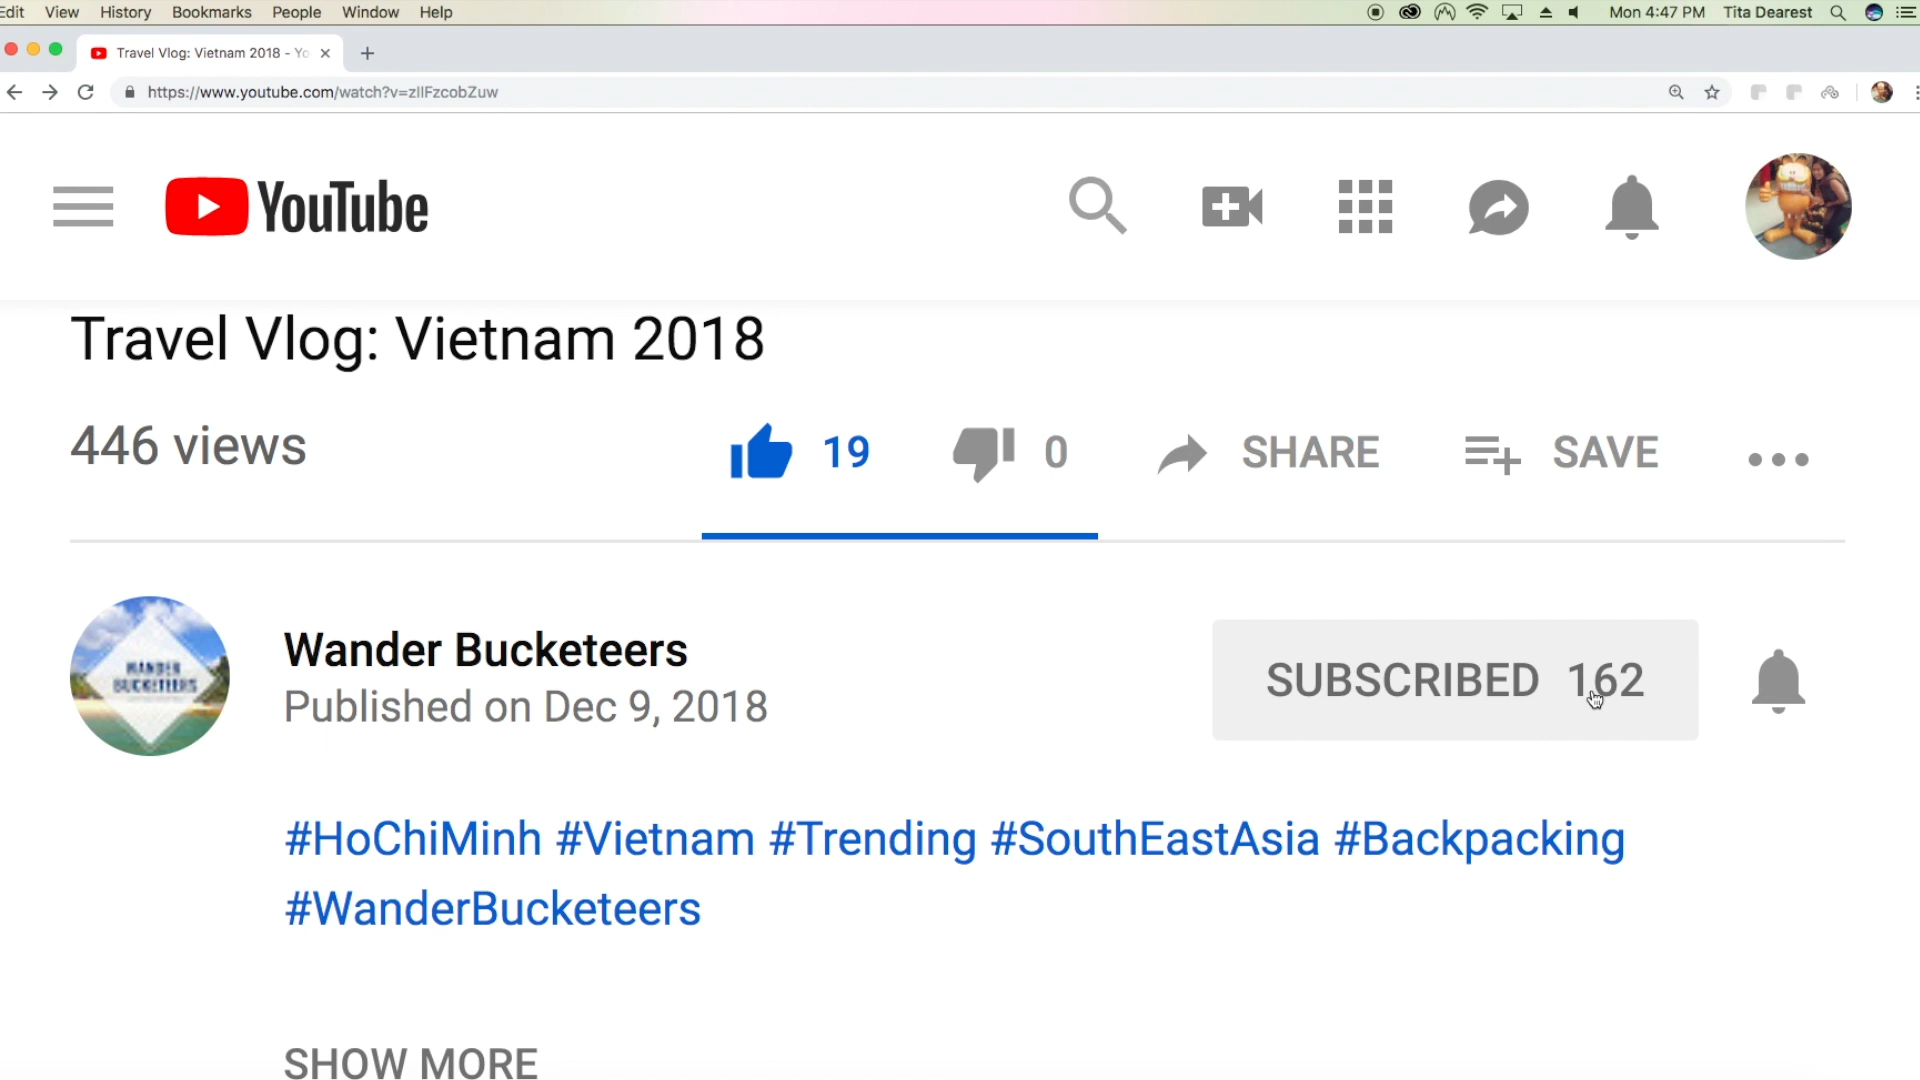 Edit View History Bookmarks People Window Help Mon 4:47 PM Tita Dearest
Travel Vlog: Vietnam 2018 - Yo
https://www.youtube.com/watch?v=zIlFzcobZuw
YouTube
Travel Vlog: Vietnam 2018
446 views 19 0 SHARE SAVE
WANDER
BUCKETEERS
Wander Bucketeers
Published on Dec 9, 2018
SUBSCRIBED 162
#HoChiMinh #Vietnam #Trending #SouthEastAsia #Backpacking
#WanderBucketeers
SHOW MORE